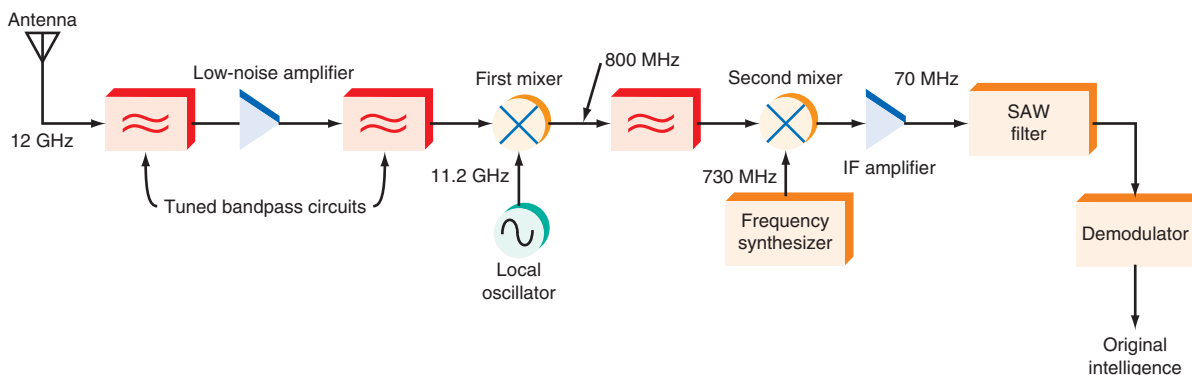 Antenna
12 GHz
Low-noise amplifier
Tuned bandpass circuits
First mixer
11.2 GHz
Local
oscillator
800 MHz
Second mixer
730 MHz
Frequency
synthesizer
70 MHz
IF amplifier
SAW
filter
Demodulator
Original
intelligence